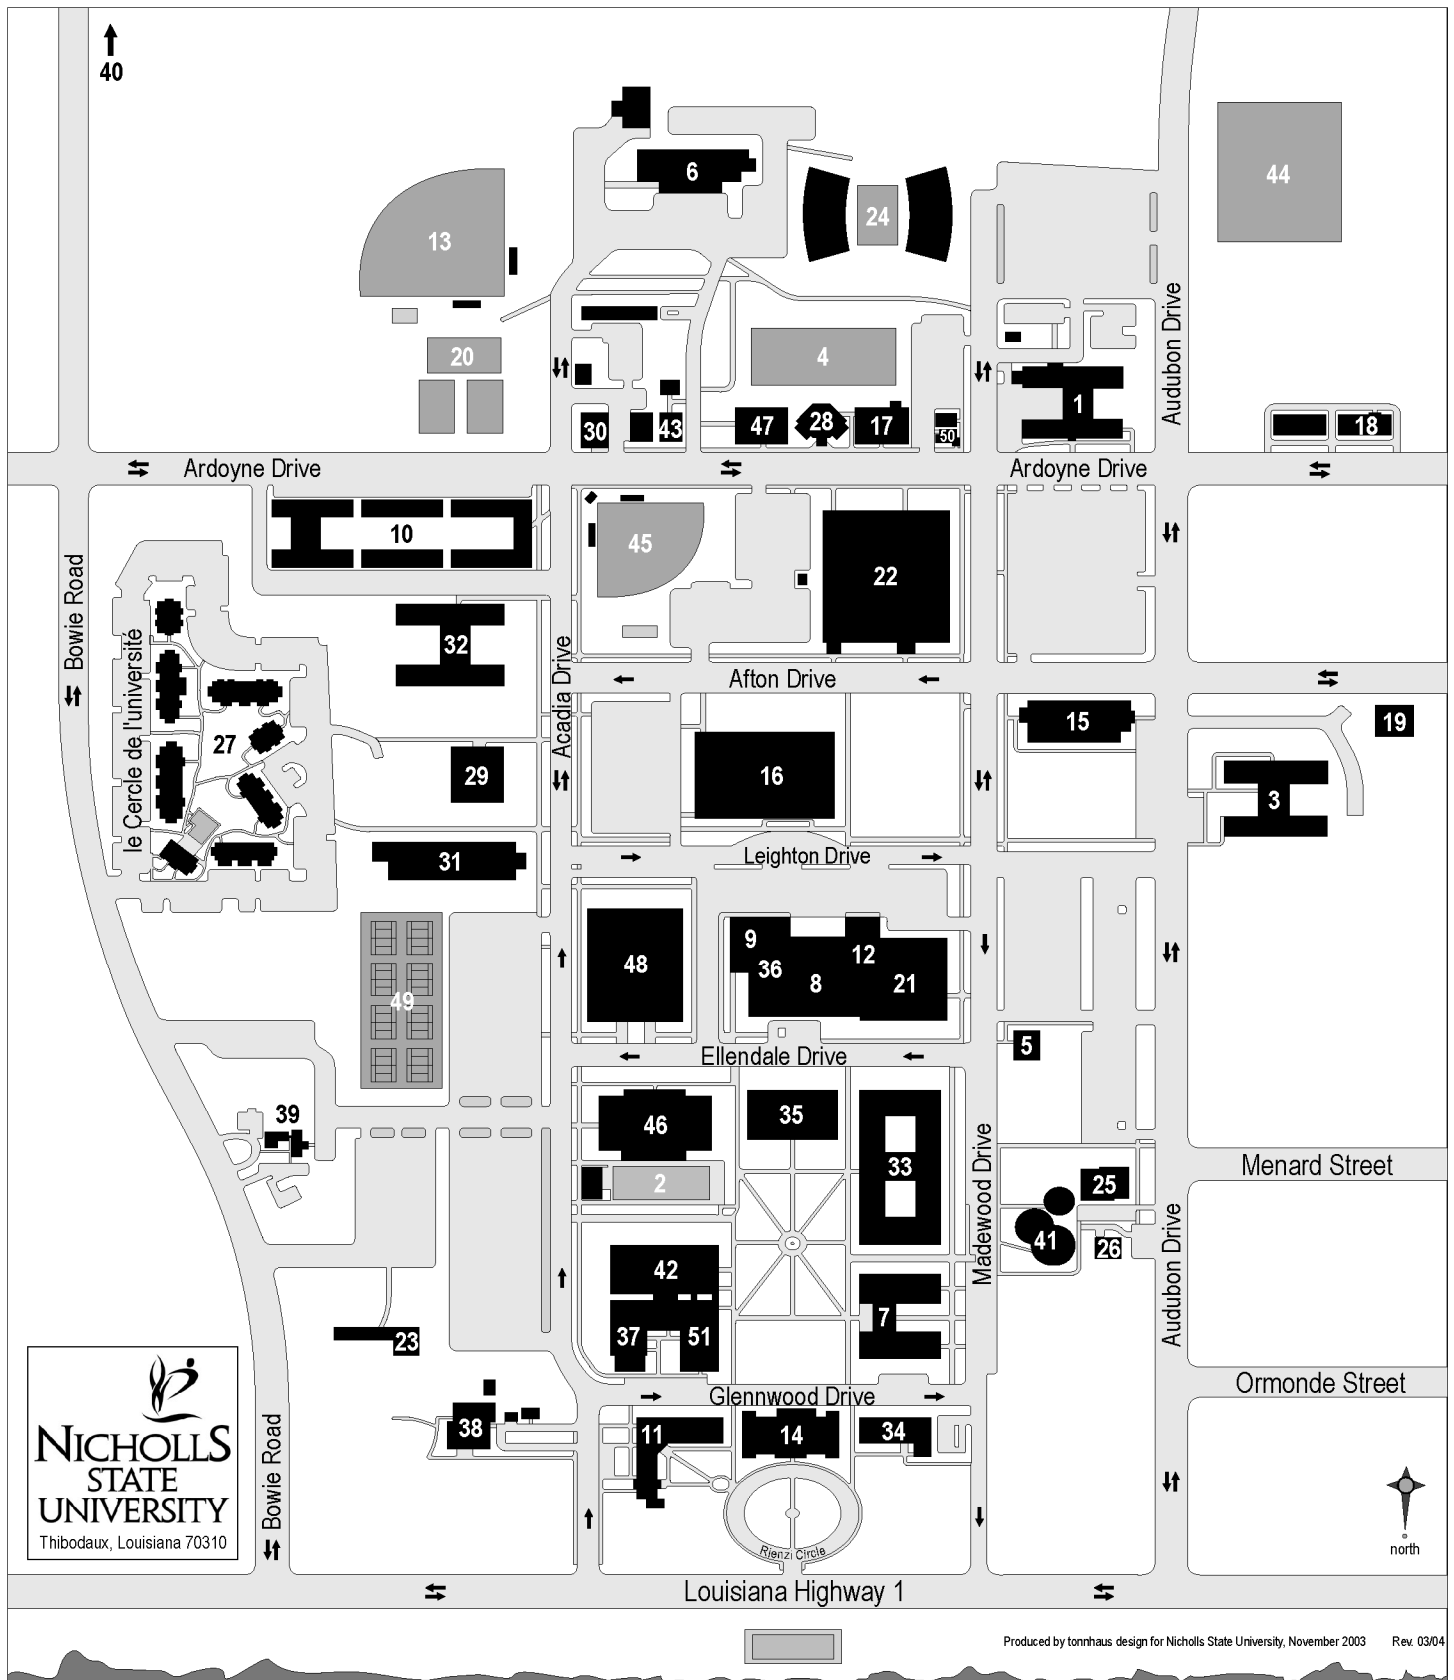 40
6
44
24
13
Audubon Drive
20
4
1
30
43
47
28
17
50
18
Ardoyne Drive
Ardoyne Drive
10
45
22
Bowie Road
le Cercle de l'université
32
Acadia Drive
Afton Drive
27
15
19
29
16
3
31
Leighton Drive
9
36
8
12
21
48
49
5
Ellendale Drive
39
46
35
33
2
Madewood Drive
Menard Street
25
41
26
Audubon Drive
42
7
37
51
23
Ormonde Street
Glennwood Drive
38
11
14
34
NICHOLLS
STATE
UNIVERSITY
Thibodaux, Louisiana 70310
Bowie Road
Rienzi Circle
north
Louisiana Highway 1
Produced by tonnhaus design for Nicholls State University, November 2003 Rev. 03/04